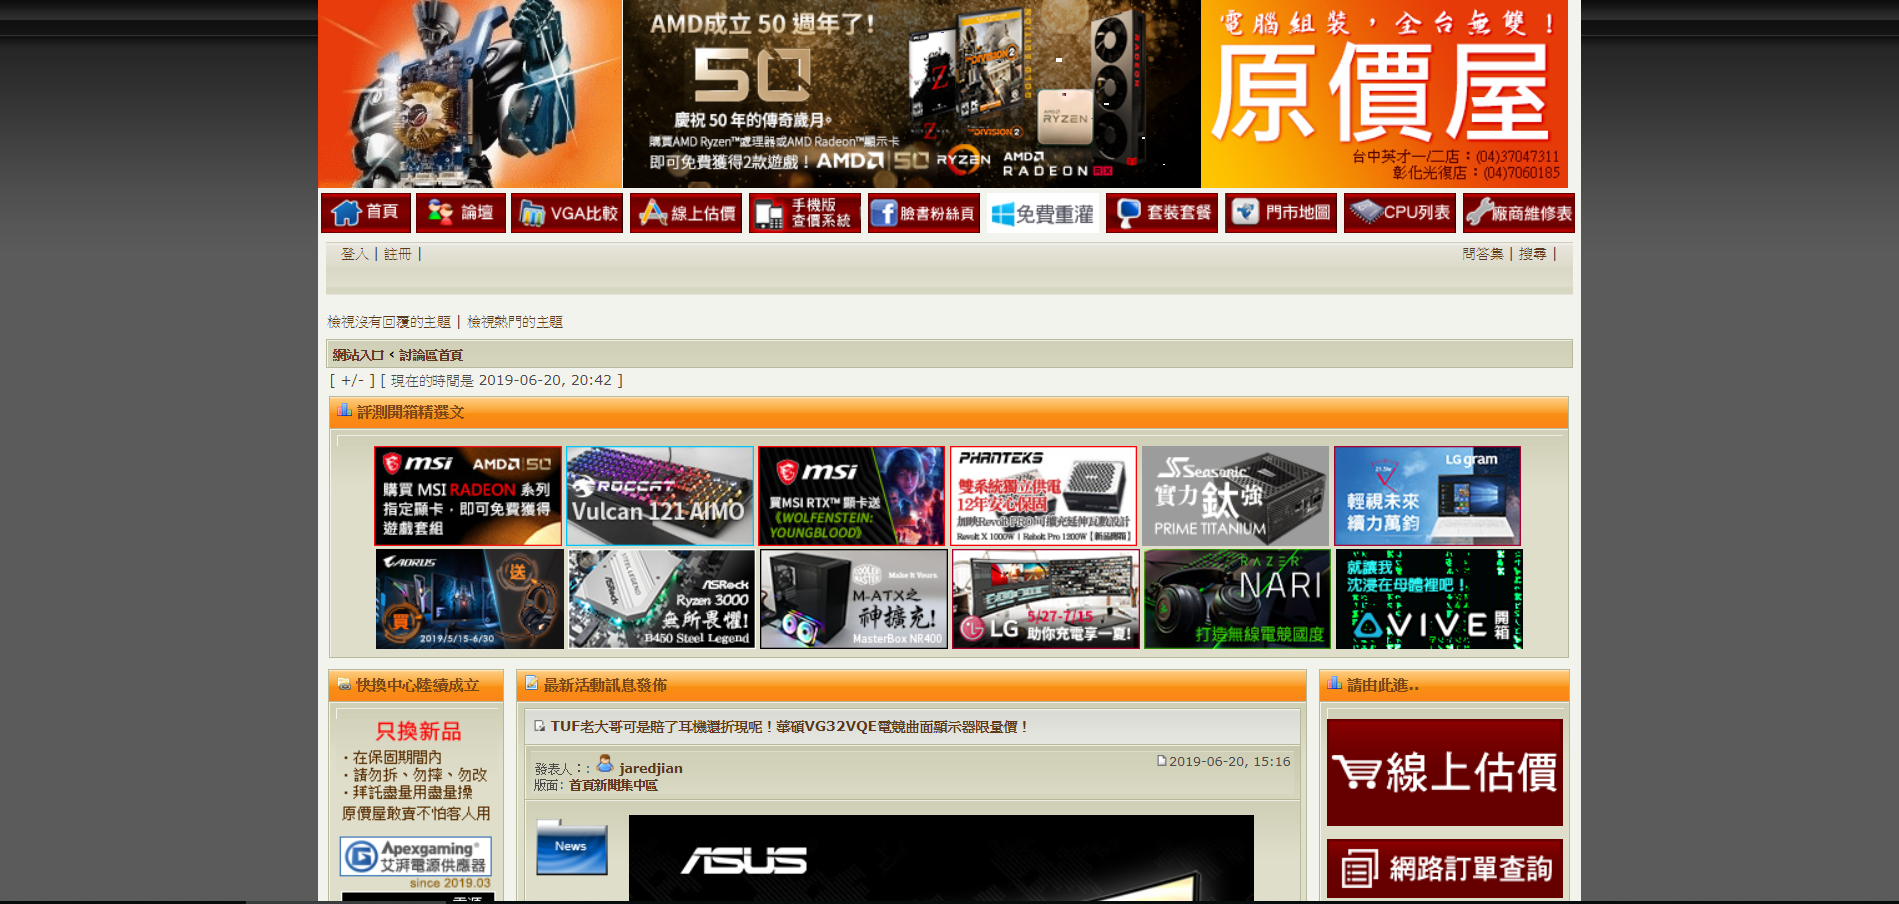 AMD成立 50 週年了!
50
慶祝 50 年的傳奇歲月。
購買AMD Ryzen™處理器或AMD Radeon™顯示卡
即可免費獲得2款遊戲！AMD 50 RYZEN AMD RADEON RX
WORLD WAR Z
THE DIVISION 2
RYZEN
RADEON
電腦組裝，全台無雙！
原價屋
台中英才一/二店：(04)37047311
彰化光復店：(04)7060185
首頁
論壇
VGA比較
線上估價
手機版
查價系統
臉書粉絲頁
免費重灌
套裝套餐
門市地圖
CPU列表
廠商維修表
登入 | 註冊 |
問答集 | 搜尋 |
檢視沒有回覆的主題 | 檢視熱門的主題
網站入口 ‹ 討論區首頁
[ +/- ] [ 現在的時間是 2019-06-20, 20:42 ]
評測開箱精選文
msi AMD 50
購買 MSI RADEON 系列
指定顯卡，即可免費獲得
遊戲套組
ROCCAT
Vulcan 121 AIMO
msi
買MSI RTX™ 顯卡送
《WOLFENSTEIN:
YOUNGBLOOD》
PHANTEKS
雙系統獨立供電
12年安心保固
加映Revolt PRO 可擴充延伸瓦數設計
Revolt X 1000W | Rebolt Pro 1200W【新品開箱】
Seasonic
實力鈦強
PRIME TITANIUM
LG gram
輕視未來
續力萬鈞
AORUS
買
送
2019/5/15-6/30
STEEL LEGEND
ASRock
Ryzen 3000
無所畏懼!
B450 Steel Legend
COOLER MASTER Make It Yours.
M-ATX之
神擴充!
MasterBox NR400
5/27-7/15
LG 助你充電享一夏!
RAZER
NARI
打造無線電競國度
就讓我
沈浸在母體裡吧！
VIVE 開箱
快換中心陸續成立
只換新品
・在保固期間內
・請勿拆、勿摔、勿改
・拜託盡量用盡量操
原價屋敢賣不怕客人用
Apexgaming
艾湃電源供應器
since 2019.03
最新活動訊息發佈
TUF老大哥可是賠了耳機還折現呢！華碩VG32VQE電競曲面顯示器限量價！
發表人：: jaredjian
2019-06-20, 15:16
版面: 首頁新聞集中區
News
ASUS
請由此進..
線上估價
網路訂單查詢